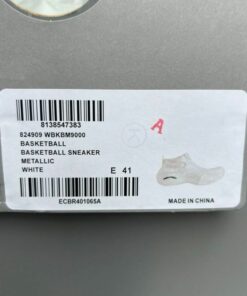 8138547383
824909 WBKBM9000
BASKETBALL
A
BASKETBALL SNEAKER
METALLIC
WHITE E 41
ECBR401065A
MADE IN CHINA